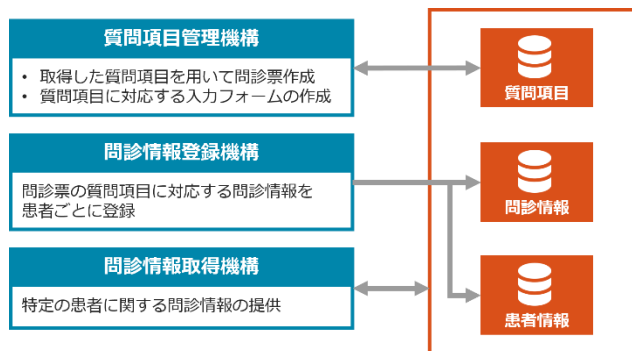 質問項目管理機構
• 取得した質問項目を用いて問診票作成
• 質問項目に対応する入力フォームの作成
質問項目
問診情報登録機構
問診票の質問項目に対応する問診情報を
患者ごとに登録
問診情報
問診情報取得機構
特定の患者に関する問診情報の提供
患者情報